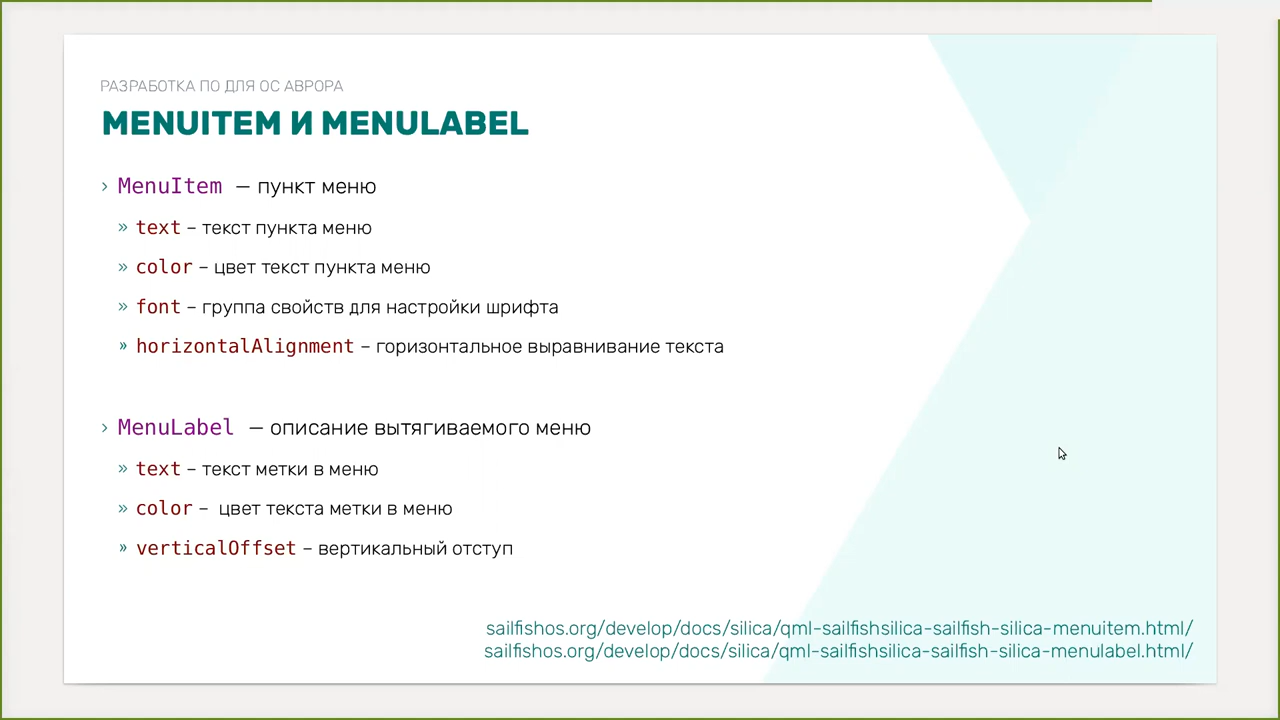 РАЗРАБОТКА ПО ДЛЯ ОС АВРОРА
MENUITEM И MENULABEL
› MenuItem — пункт меню
» text – текст пункта меню
» color – цвет текст пункта меню
» font – группа свойств для настройки шрифта
» horizontalAlignment – горизонтальное выравнивание текста
› MenuLabel — описание вытягиваемого меню
» text – текст метки в меню
» color – цвет текста метки в меню
» verticalOffset – вертикальный отступ
sailfishos.org/develop/docs/silica/qml-sailfishsilica-sailfish-silica-menuitem.html/
sailfishos.org/develop/docs/silica/qml-sailfishsilica-sailfish-silica-menulabel.html/